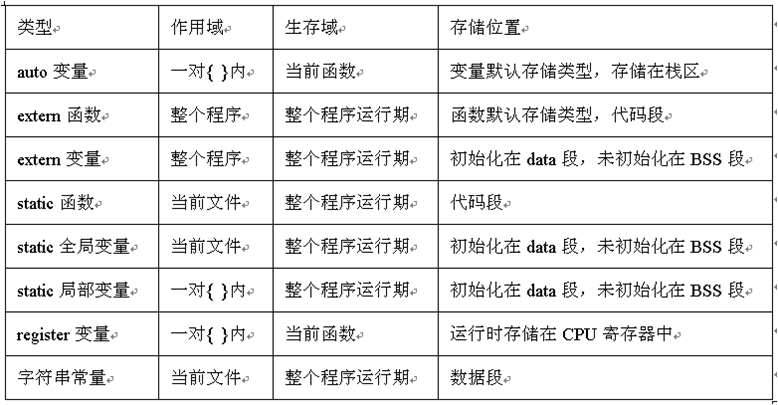 类型 作用域 生存域 存储位置
auto 变量 一对{ }内 当前函数 变量默认存储类型，存储在栈区
extern 函数 整个程序 整个程序运行期 函数默认存储类型，代码段
extern 变量 整个程序 整个程序运行期 初始化在 data 段，未初始化在 BSS 段
static 函数 当前文件 整个程序运行期 代码段
static 全局变量 当前文件 整个程序运行期 初始化在 data 段，未初始化在 BSS 段
static 局部变量 一对{ }内 整个程序运行期 初始化在 data 段，未初始化在 BSS 段
register 变量 一对{ }内 当前函数 运行时存储在 CPU 寄存器中
字符串常量 当前文件 整个程序运行期 数据段